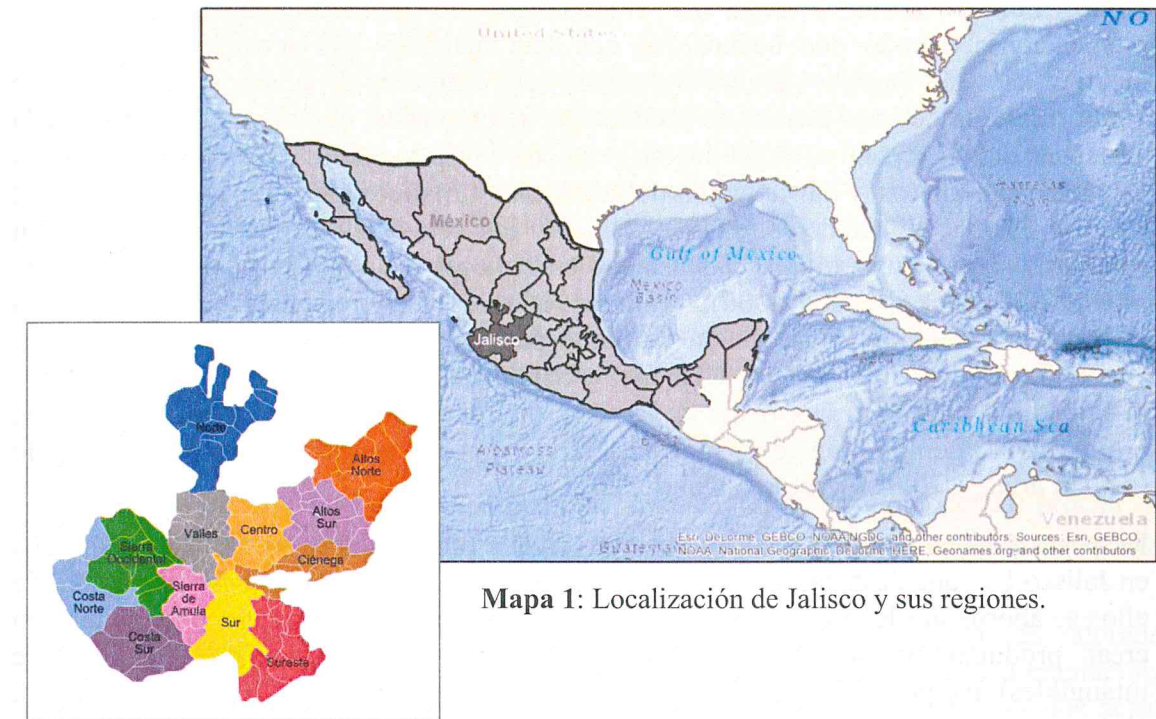 NO
United States
México
Gulf of Mexico
Mexico
Basin
Jalisco
Albatross
Plateau
Caribbean Sea
Venezuela
Esri, DeLorme, GEBCO, NOAA NGDC, and other contributors, Sources: Esri, GEBCO,
NOAA, National Geographic, DeLorme, HERE, Geonames.org, and other contributors
Norte
Altos
Norte
Altos
Sur
Valles
Centro
Ciénega
Sierra
Occidental
Costa
Norte
Sierra
de
Amula
Sur
Costa
Sur
Sureste
Mapa 1: Localización de Jalisco y sus regiones.